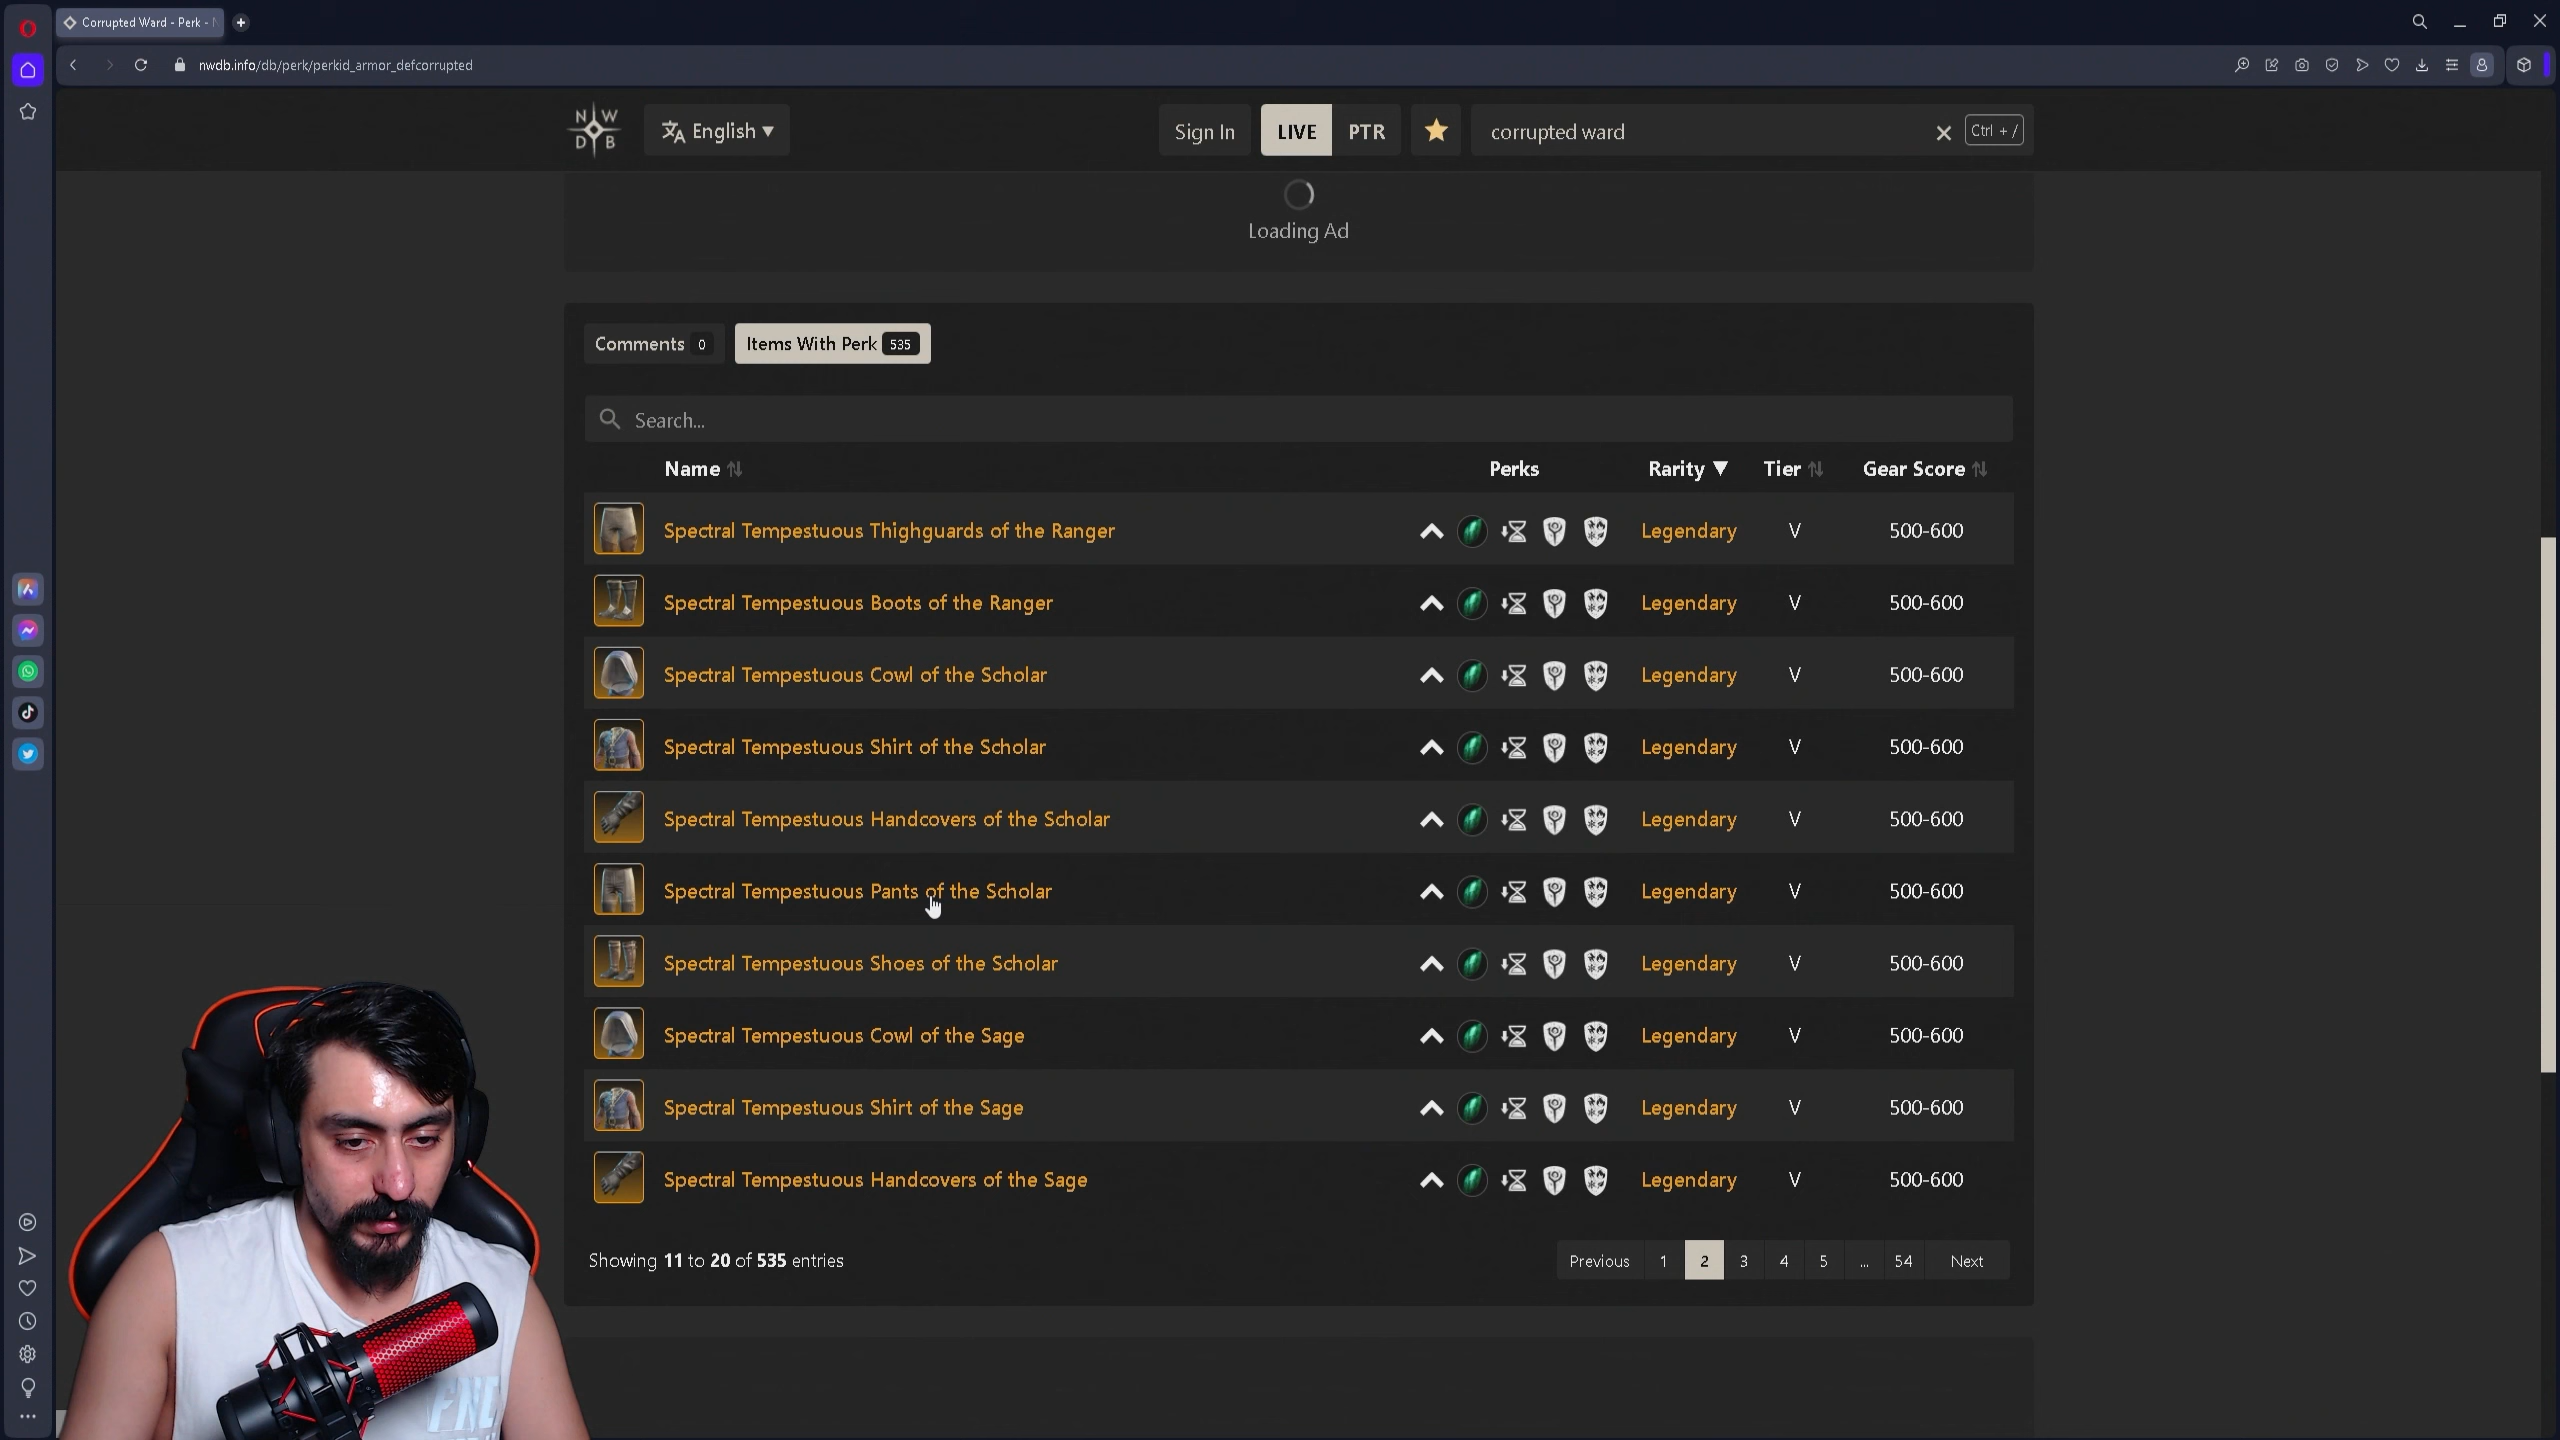 Corrupted Ward - Perk - N
nwdb.info/db/perk/perkid_armor_defcorrupted
N W
D B
English ▼
Sign In
LIVE
PTR
corrupted ward
Ctrl + /
Loading Ad
Comments 0
Items With Perk 535
Search...
Name Perks Rarity ▼ Tier Gear Score
Spectral Tempestuous Thighguards of the Ranger Legendary V 500-600
Spectral Tempestuous Boots of the Ranger Legendary V 500-600
Spectral Tempestuous Cowl of the Scholar Legendary V 500-600
Spectral Tempestuous Shirt of the Scholar Legendary V 500-600
Spectral Tempestuous Handcovers of the Scholar Legendary V 500-600
Spectral Tempestuous Pants of the Scholar Legendary V 500-600
Spectral Tempestuous Shoes of the Scholar Legendary V 500-600
Spectral Tempestuous Cowl of the Sage Legendary V 500-600
Spectral Tempestuous Shirt of the Sage Legendary V 500-600
Spectral Tempestuous Handcovers of the Sage Legendary V 500-600
Showing 11 to 20 of 535 entries
Previous 1 2 3 4 5 ... 54 Next